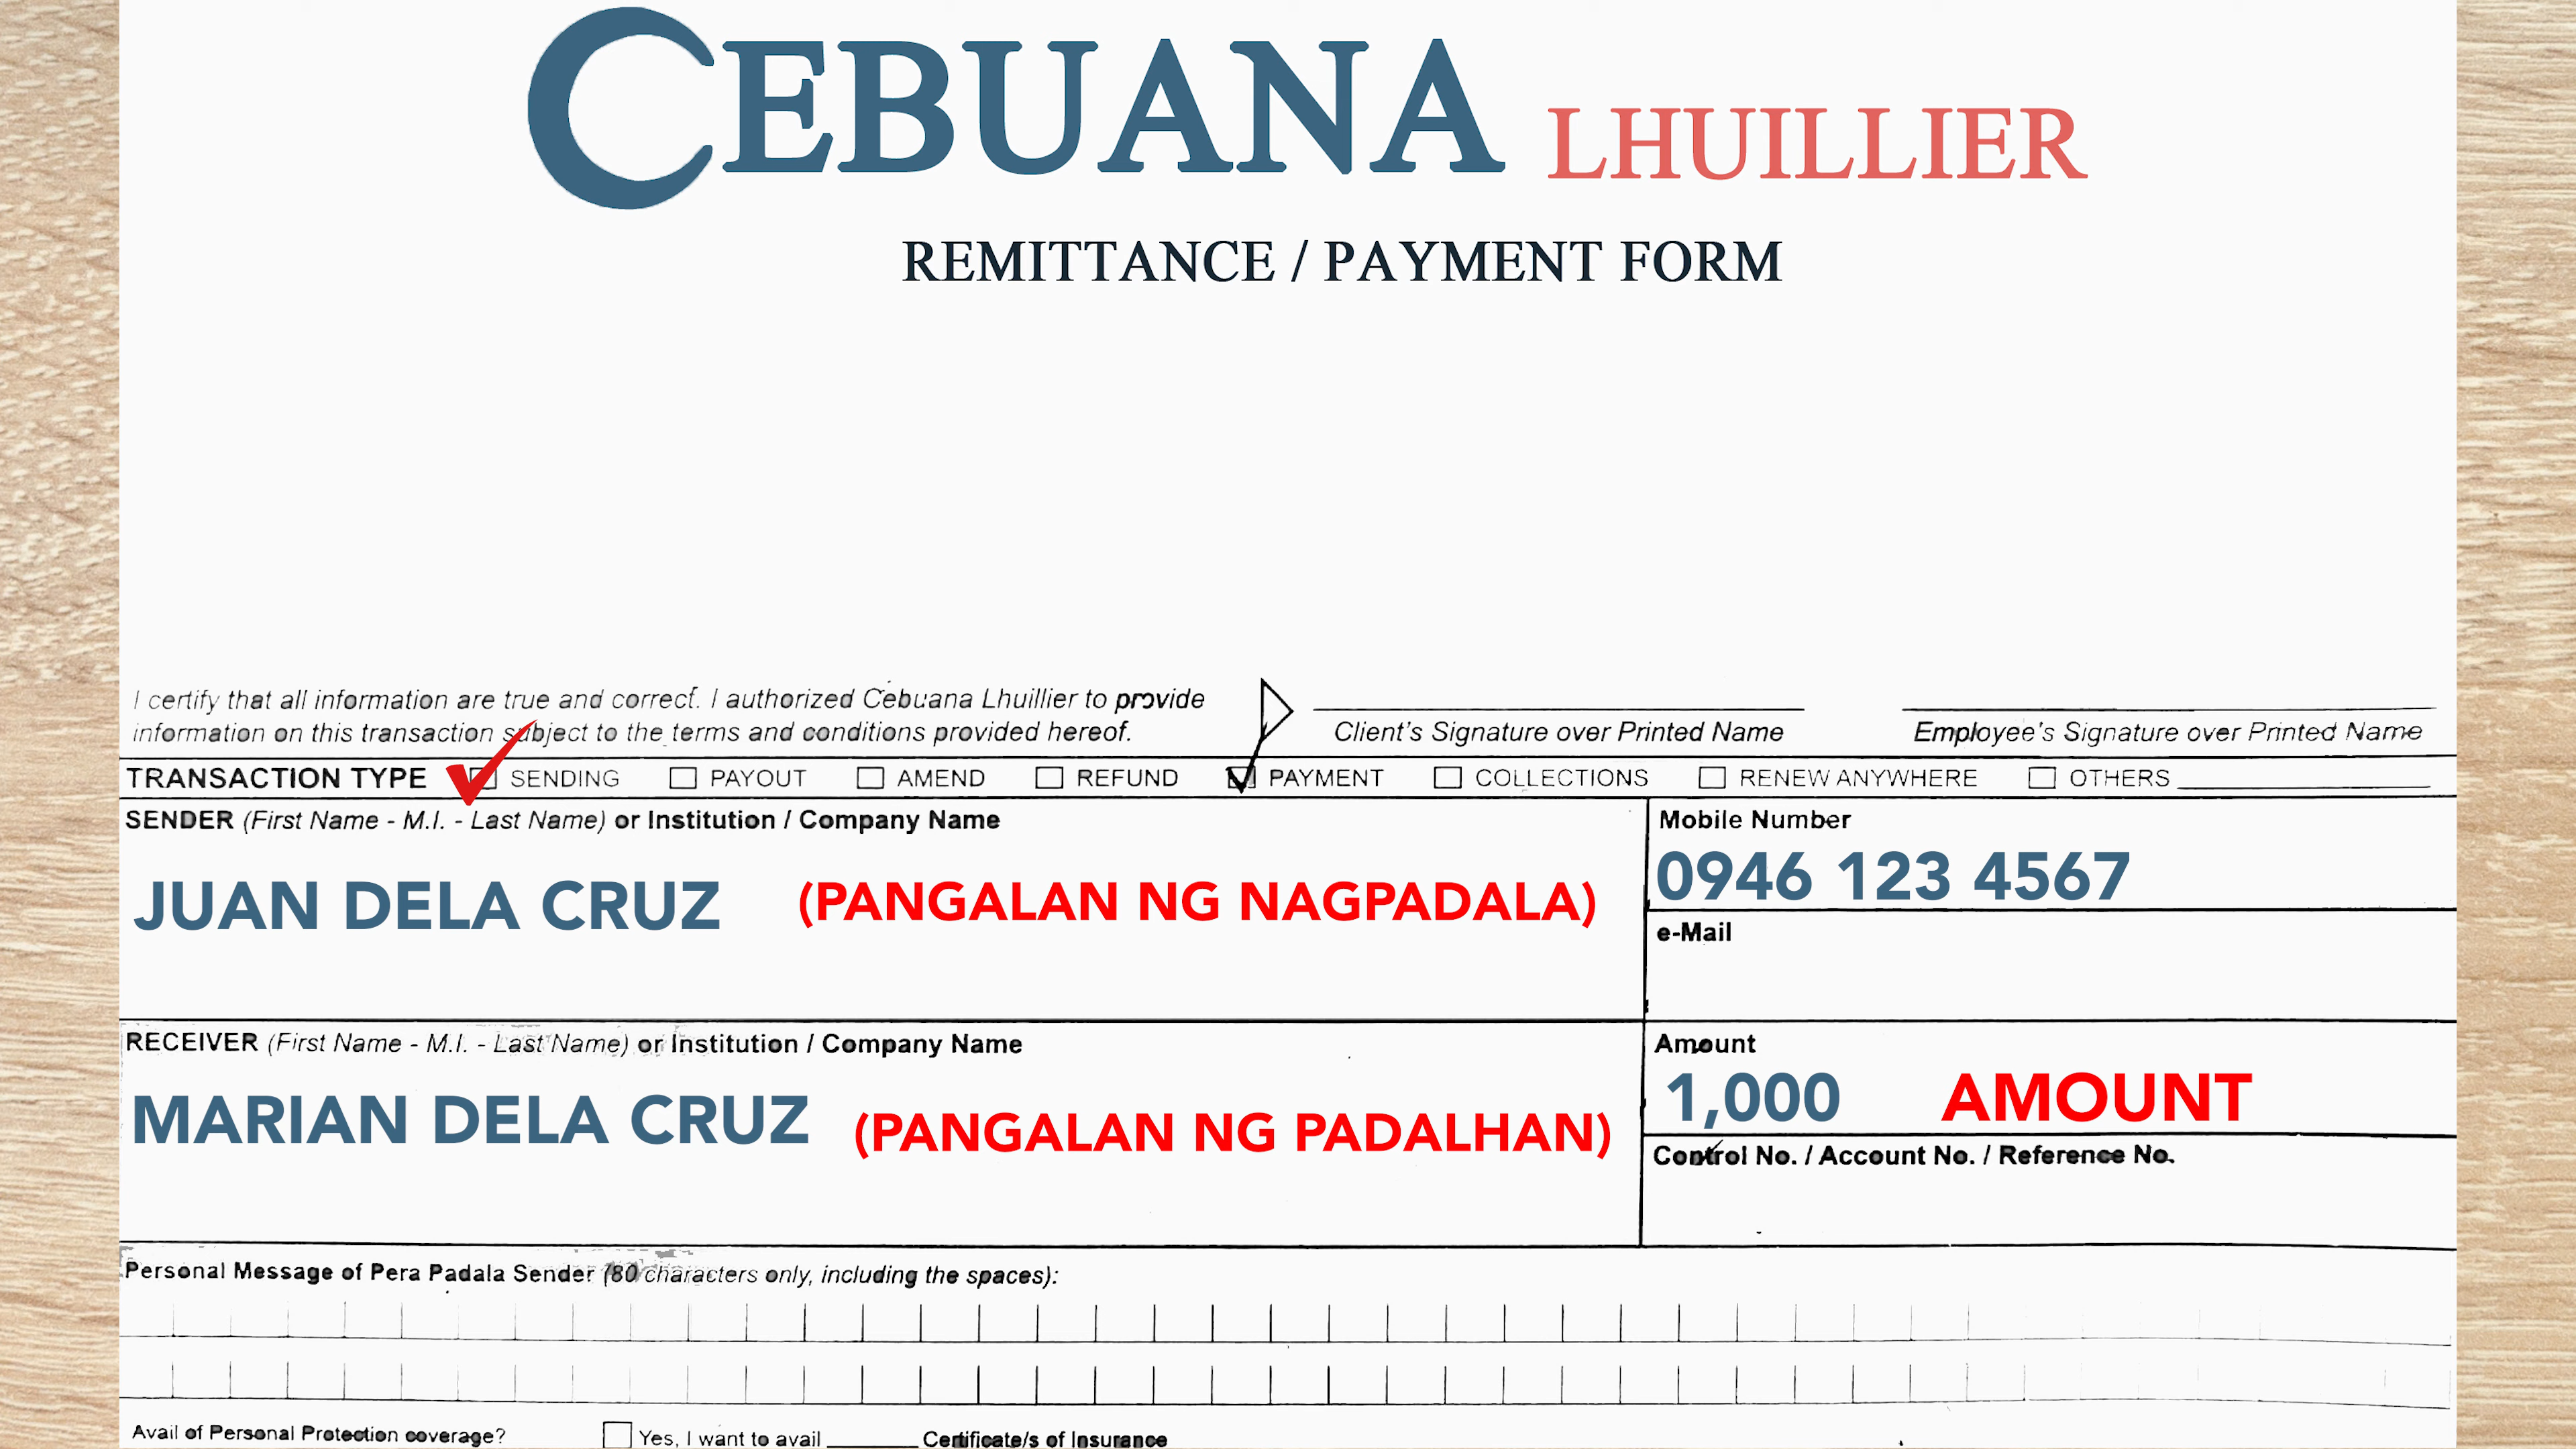 CEBUANA LHUILLIER
REMITTANCE / PAYMENT FORM
I certify that all information are true and correct. I authorized Cebuana Lhuillier to provide
information on this transaction subject to the terms and conditions provided hereof.
Client's Signature over Printed Name
Employee's Signature over Printed Name
TRANSACTION TYPE SENDING PAYOUT AMEND REFUND PAYMENT COLLECTIONS RENEW ANYWHERE OTHERS
SENDER (First Name - M.I. - Last Name) or Institution / Company Name
JUAN DELA CRUZ (PANGALAN NG NAGPADALA)
Mobile Number
0946 123 4567
e-Mail
RECEIVER (First Name - M.I. - Last Name) or Institution / Company Name
MARIAN DELA CRUZ (PANGALAN NG PADALHAN)
Amount
1,000 AMOUNT
Control No. / Account No. / Reference No.
Personal Message of Pera Padala Sender (80 characters only, including the spaces):
Avail of Personal Protection coverage? Yes, I want to avail ______ Certificate/s of Insurance